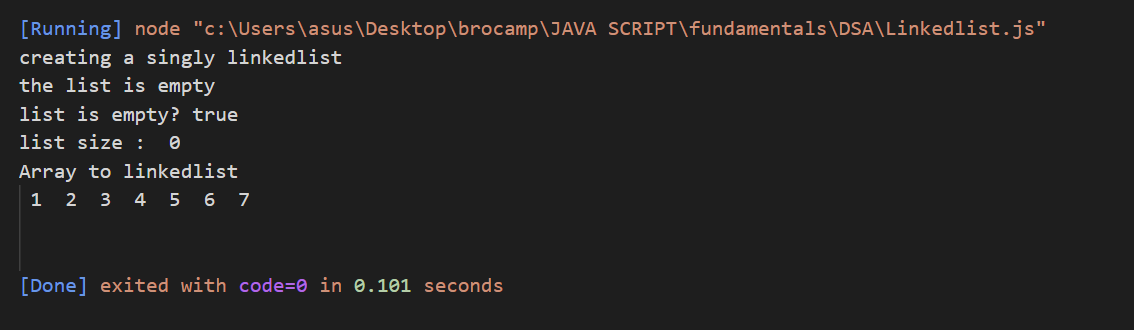 [Running] node "c:\Users\asus\Desktop\brocamp\JAVA SCRIPT\fundamentals\DSA\Linkedlist.js"
creating a singly linkedlist
the list is empty
list is empty? true
list size :  0
Array to linkedlist
 1  2  3  4  5  6  7
[Done] exited with code=0 in 0.101 seconds